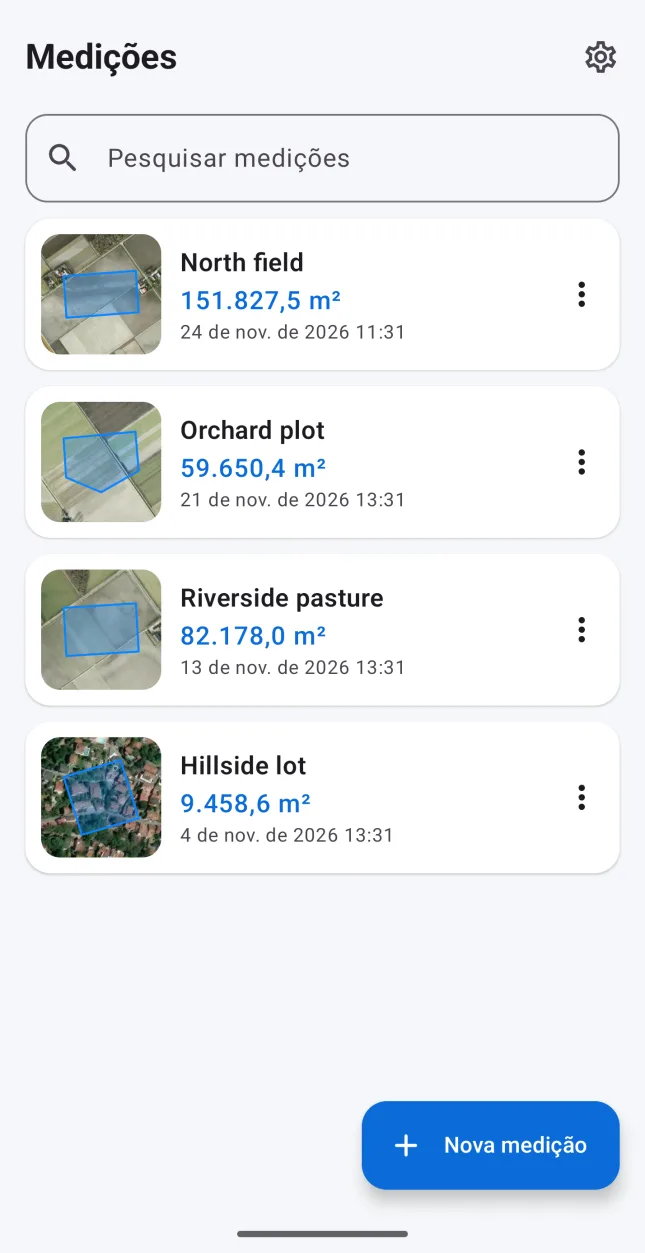 Medições
Pesquisar medições
North field
151.827,5 m²
24 de nov. de 2026 11:31
Orchard plot
59.650,4 m²
21 de nov. de 2026 13:31
Riverside pasture
82.178,0 m²
13 de nov. de 2026 13:31
Hillside lot
9.458,6 m²
4 de nov. de 2026 13:31
Nova medição